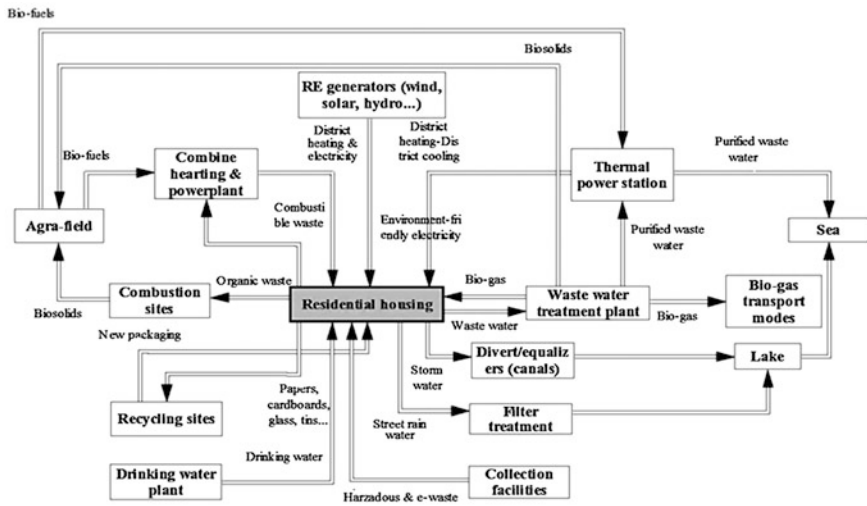 Bio-fuels
Biosolids
RE generators (wind,
solar, hydro...)
District
heating &
electricity
District
heating-Dis
trict cooling
Purified waste
water
Bio-fuels
Combine
hearting &
powerplant
Thermal
power station
Combusti
ble waste
Environment-fri
endly electricity
Purified waste
water
Agra-field
Sea
Organic waste
Bio-gas
Combustion
sites
Residential housing
Waste water
treatment plant
Bio-gas
transport
modes
Biosolids
Waste water
Bio-gas
New packaging
Storm
water
Divert/equaliz
ers (canals)
Lake
Papers,
cardboards,
glass, tins...
Recycling sites
Street rain
water
Filter
treatment
Drinking water
Drinking water
plant
Harzadous & e-waste
Collection
facilities